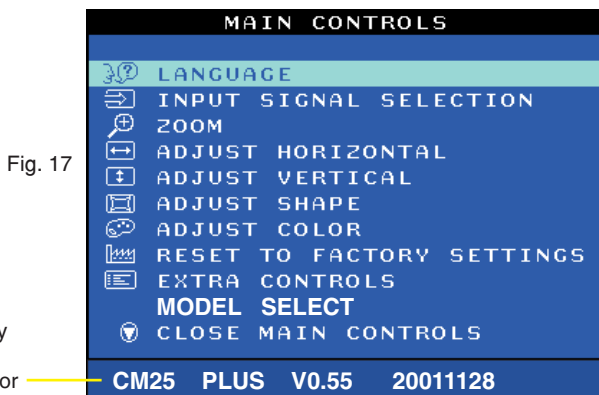 MAIN CONTROLS
LANGUAGE
INPUT SIGNAL SELECTION
ZOOM
ADJUST HORIZONTAL
Fig. 17
ADJUST VERTICAL
ADJUST SHAPE
ADJUST COLOR
RESET TO FACTORY SETTINGS
EXTRA CONTROLS
MODEL SELECT
y
CLOSE MAIN CONTROLS
or
CM25 PLUS V0.55 20011128